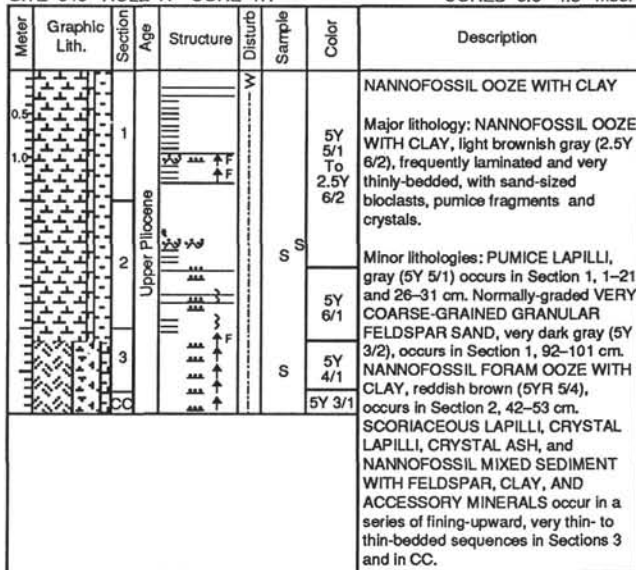 Meter
Graphic Lith.
Section
Age
Structure
Disturb
Sample
Color
Description
0.5
1.0
1
2
3
CC
Upper Pliocene
F
F
F
W
S
S
S
5Y
5/1
To
2.5Y
6/2
5Y
6/1
5Y
4/1
5Y 3/1
NANNOFOSSIL OOZE WITH CLAY
Major lithology: NANNOFOSSIL OOZE
WITH CLAY, light brownish gray (2.5Y
6/2), frequently laminated and very
thinly-bedded, with sand-sized
bioclasts, pumice fragments and
crystals.
Minor lithologies: PUMICE LAPILLI,
gray (5Y 5/1) occurs in Section 1, 1–21
and 26–31 cm. Normally-graded VERY
COARSE-GRAINED GRANULAR
FELDSPAR SAND, very dark gray (5Y
3/2), occurs in Section 1, 92–101 cm.
NANNOFOSSIL FORAM OOZE WITH
CLAY, reddish brown (5YR 5/4),
occurs in Section 2, 42–53 cm.
SCORIACEOUS LAPILLI, CRYSTAL
LAPILLI, CRYSTAL ASH, and
NANNOFOSSIL MIXED SEDIMENT
WITH FELDSPAR, CLAY, AND
ACCESSORY MINERALS occur in a
series of fining-upward, very thin- to
thin-bedded sequences in Sections 3
and in CC.